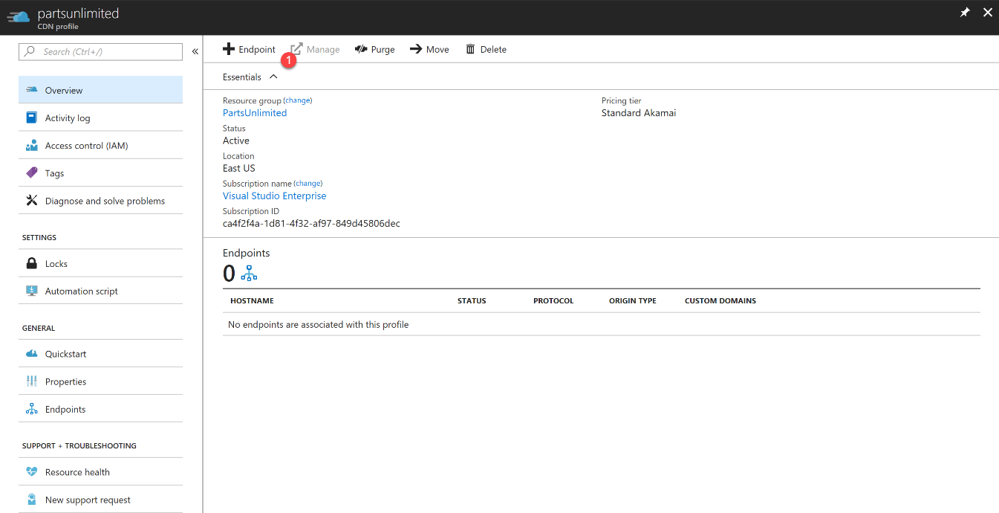 partsunlimited
CDN profile
Search (Ctrl+/)
«
Overview
Activity log
Access control (IAM)
Tags
Diagnose and solve problems
SETTINGS
Locks
Automation script
GENERAL
Quickstart
Properties
Endpoints
SUPPORT + TROUBLESHOOTING
Resource health
New support request
Endpoint Manage Purge Move Delete
1
Essentials
Resource group (change)
PartsUnlimited
Status
Active
Location
East US
Subscription name (change)
Visual Studio Enterprise
Subscription ID
ca4f2f4a-1d81-4f32-af97-849d45806dec
Pricing tier
Standard Akamai
Endpoints
0
HOSTNAME STATUS PROTOCOL ORIGIN TYPE CUSTOM DOMAINS
No endpoints are associated with this profile